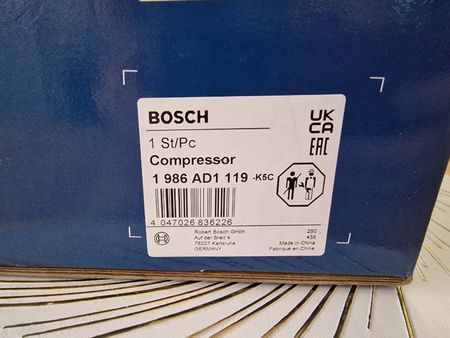 BOSCH
1 St/Pc
Compressor
1 986 AD1 119 -K5C
4 047026 836226
Robert Bosch GmbH
Auf der Breit 4
76227 Karlsruhe
GERMANY
UK
CA
EAC
250
438
Made in China
Fabriqué en Chine